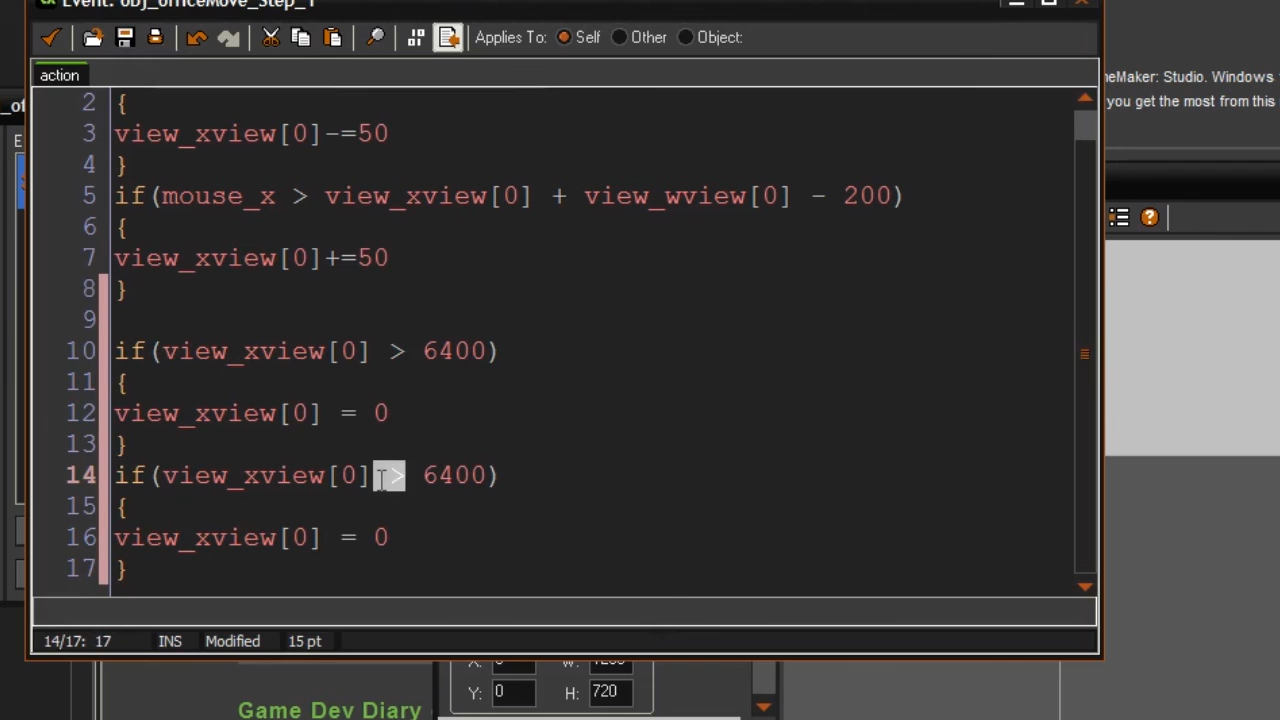 Event: obj_officeMove_Step_1
Applies To: Self Other Object:
eMaker: Studio. Windows
you get the most from this
action
2 {
3 view_xview[0]-=50
4 }
5 if(mouse_x > view_xview[0] + view_wview[0] - 200)
6 {
7 view_xview[0]+=50
8 }
9
10 if(view_xview[0] > 6400)
11 {
12 view_xview[0] = 0
13 }
14 if(view_xview[0] > 6400)
15 {
16 view_xview[0] = 0
17 }
14/17: 17 INS Modified 15 pt
X: W:
Y: 0 H: 720
Game Dev Diary